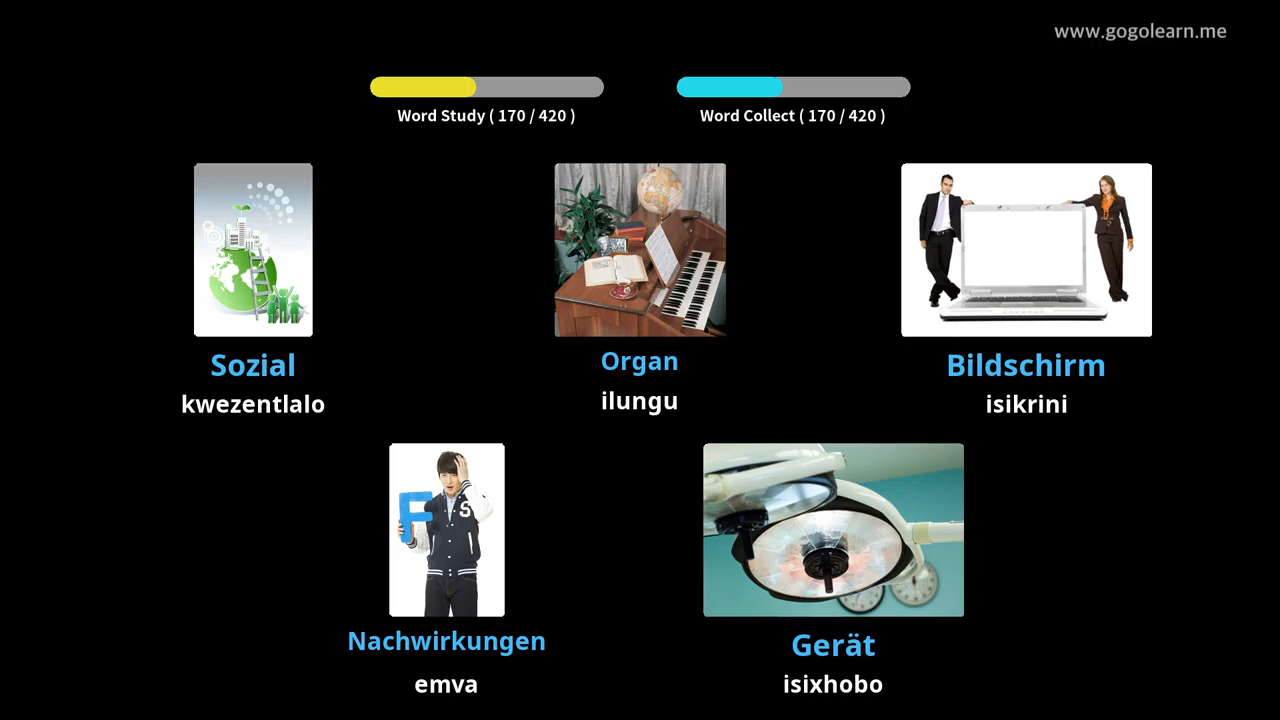 www.gogolearn.me
Word Study ( 170 / 420 )
Word Collect ( 170 / 420 )
Sozial
kwezentlalo
Organ
ilungu
Bildschirm
isikrini
F
S
Nachwirkungen
emva
Gerät
isixhobo